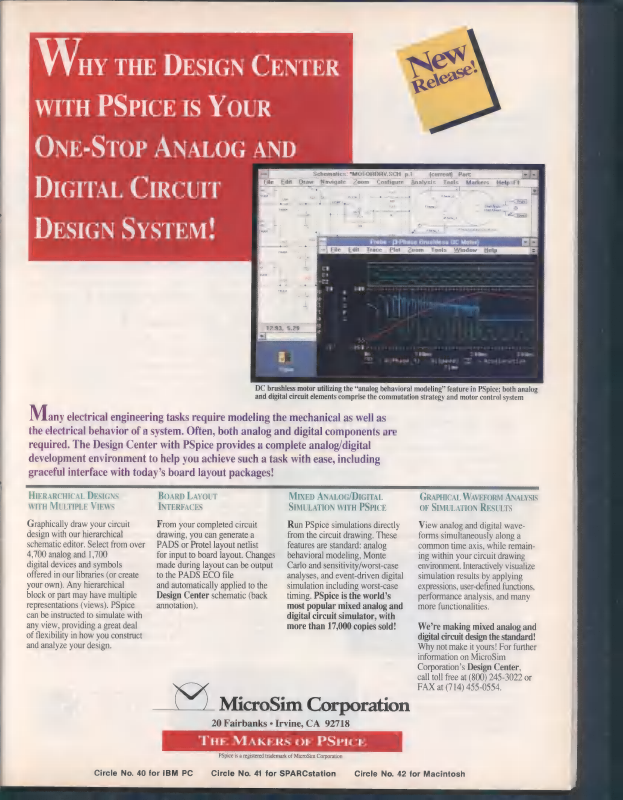 WHY THE DESIGN CENTER
WITH PSPICE IS YOUR
ONE-STOP ANALOG AND
DIGITAL CIRCUIT
DESIGN SYSTEM!
New
Release!
File Edit Draw Navigate Zoom Configure Analysis Tools Markers Help
Probe - (3-Phase Brushless DC Motor)
File Edit Trace Plot Zoom Tools Window Help
Time
DC brushless motor utilizing the "analog behavioral modeling" feature in PSpice; both analog
and digital circuit elements comprise the commutation strategy and motor control system
Many electrical engineering tasks require modeling the mechanical as well as
the electrical behavior of a system. Often, both analog and digital components are
required. The Design Center with PSpice provides a complete analog/digital
development environment to help you achieve such a task with ease, including
graceful interface with today's board layout packages!
HIERARCHICAL DESIGNS
WITH MULTIPLE VIEWS
Graphically draw your circuit
design with our hierarchical
schematic editor. Select from over
4,700 analog and 1,700
digital devices and symbols
offered in our libraries (or create
your own). Any hierarchical
block or part may have multiple
representations (views). PSpice
can be instructed to simulate with
any view, providing a great deal
of flexibility in how you construct
and analyze your design.
BOARD LAYOUT
INTERFACES
From your completed circuit
drawing, you can generate a
PADS or Protel layout netlist
for input to board layout. Changes
made during layout can be output
to the PADS ECO file
and automatically applied to the
Design Center schematic (back
annotation).
MIXED ANALOG/DIGITAL
SIMULATION WITH PSPICE
Run PSpice simulations directly
from the circuit drawing. These
features are standard: analog
behavioral modeling, Monte
Carlo and sensitivity/worst-case
analyses, and event-driven digital
simulation including worst-case
timing. PSpice is the world's
most popular mixed analog and
digital circuit simulator, with
more than 17,000 copies sold!
GRAPHICAL WAVEFORM ANALYSIS
OF SIMULATION RESULTS
View analog and digital wave-
forms simultaneously along a
common time axis, while remain-
ing within your circuit drawing
environment. Interactively visualize
simulation results by applying
expressions, user-defined functions,
performance analysis, and many
more functionalities.
We're making mixed analog and
digital circuit design the standard!
Why not make it yours! For further
information on MicroSim
Corporation's Design Center,
call toll free at (800) 245-3022 or
FAX at (714) 455-0554.
MicroSim Corporation
20 Fairbanks • Irvine, CA 92718
THE MAKERS OF PSPICE
PSpice is a registered trademark of MicroSim Corporation
Circle No. 40 for IBM PC Circle No. 41 for SPARCstation Circle No. 42 for Macintosh